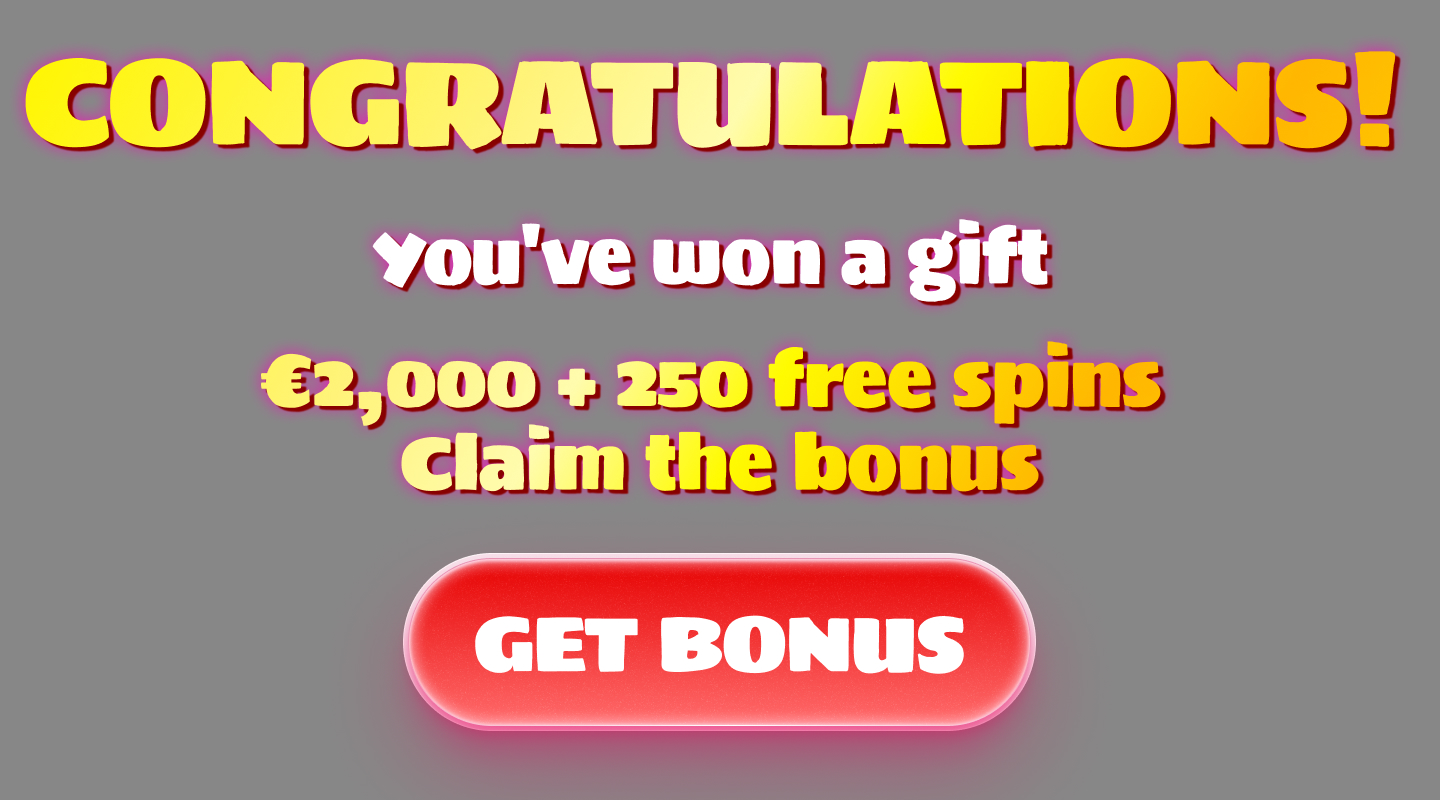 CONGRATULATIONS!
You've won a gift
€2,000 + 250 free spins
Claim the bonus
GET BONUS